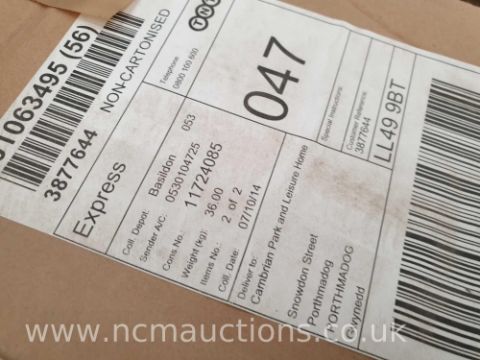 1063495 (56)
3877644 NON-CARTONISED
TNT
Telephone
0800 100 600
Express
047
Coll. Depot. Basildon 053
Sender A/C: 0530104725
Cons No.: 11724085
Weight (kg): 36.00
Items No.: 2 of 2
Coll. Date: 07/10/14
Special Instructions
Customer Reference:
3877644
Deliver to:
Cambrian Park and Leisure Home
LL49 9BT
Snowdon Street
Porthmadog
PORTHMADOG
Gwynedd
www.ncmauctions.co.uk